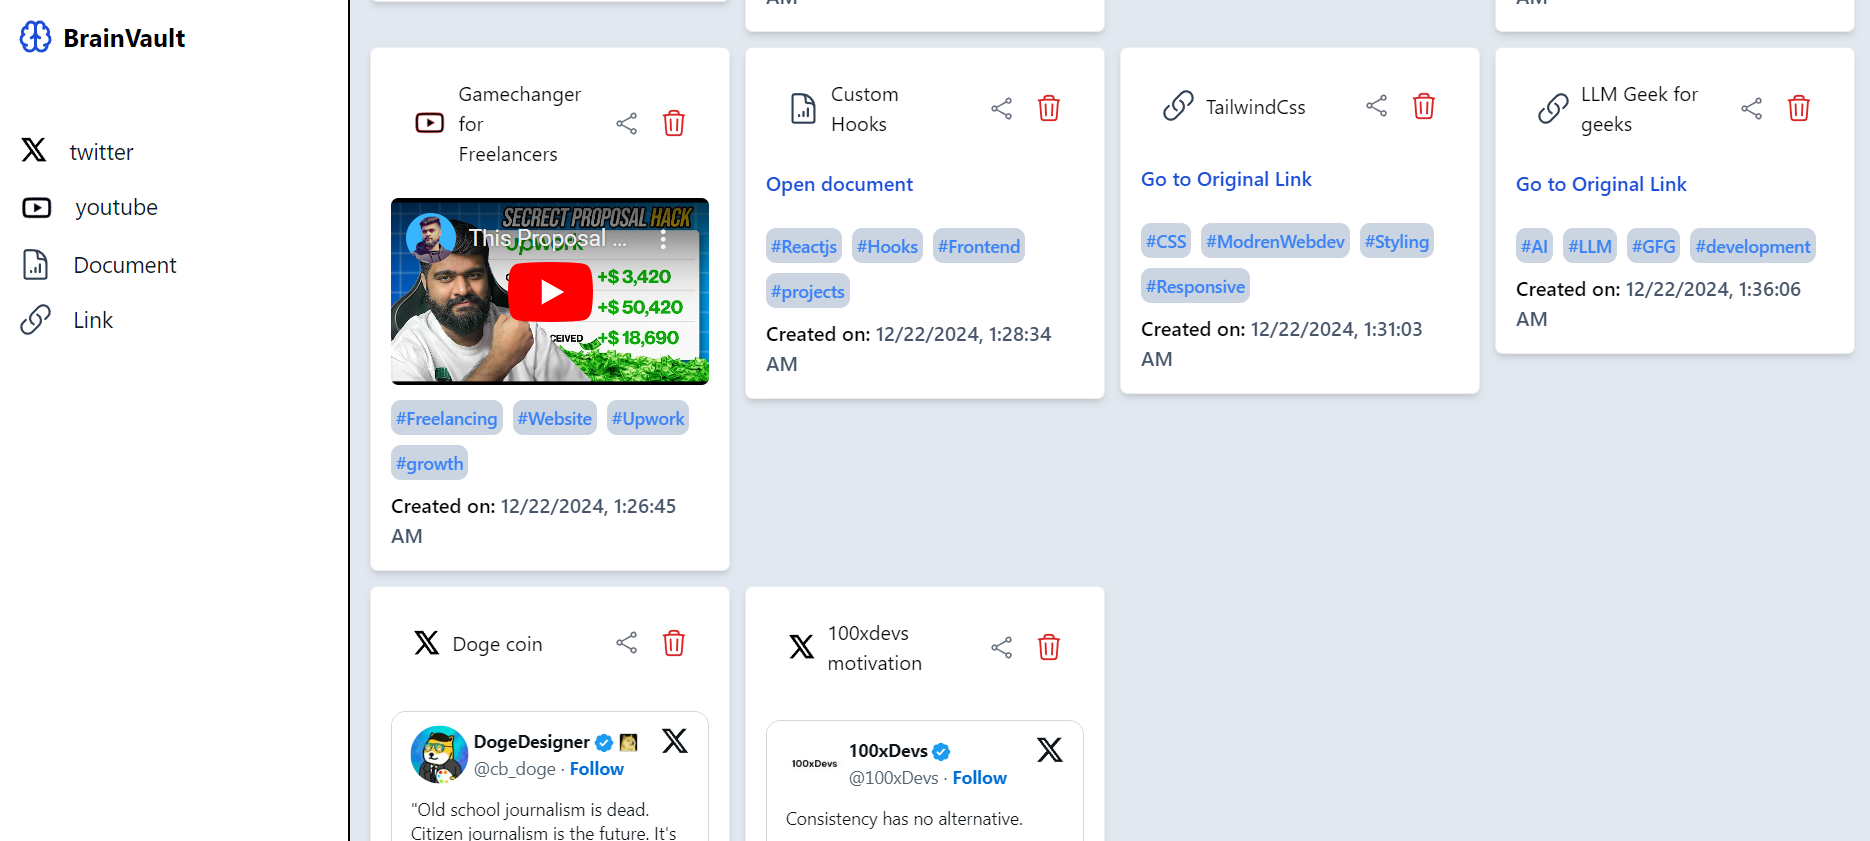 BrainVault
twitter
youtube
Document
Link
AM
AM
Gamechanger
for
Freelancers
SECRECT PROPOSAL HACK
This Proposal ...
Upwork
+$ 3,420
+$ 50,420
CEIVED +$ 18,690
#Freelancing #Website #Upwork
#growth
Created on: 12/22/2024, 1:26:45
AM
Custom
Hooks
Open document
#Reactjs #Hooks #Frontend
#projects
Created on: 12/22/2024, 1:28:34
AM
TailwindCss
Go to Original Link
#CSS #ModrenWebdev #Styling
#Responsive
Created on: 12/22/2024, 1:31:03
AM
LLM Geek for
geeks
Go to Original Link
#AI #LLM #GFG #development
Created on: 12/22/2024, 1:36:06
AM
Doge coin
DogeDesigner
@cb_doge · Follow
"Old school journalism is dead.
Citizen journalism is the future. It's
100xdevs
motivation
100xDevs
100xDevs
@100xDevs · Follow
Consistency has no alternative.